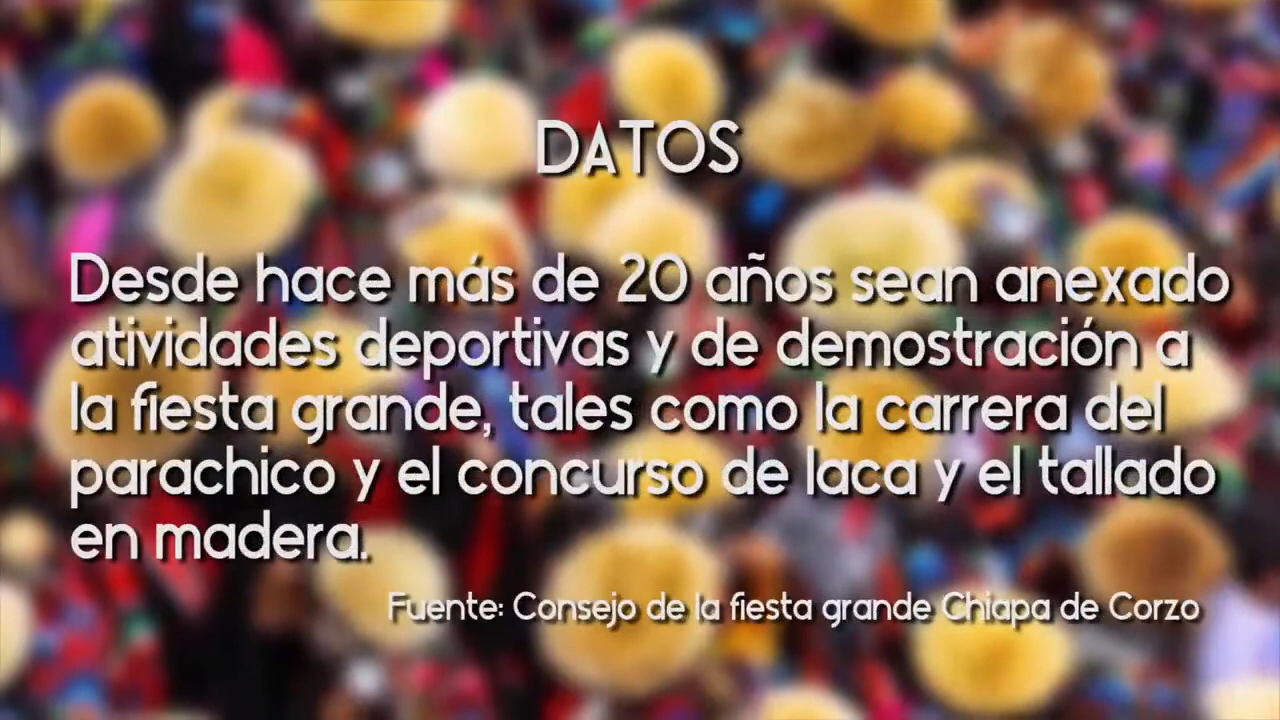 DATOS
Desde hace más de 20 años sean anexado
atividades deportivas y de demostración a
la fiesta grande, tales como la carrera del
parachico y el concurso de laca y el tallado
en madera.
Fuente: Consejo de la fiesta grande Chiapa de Corzo